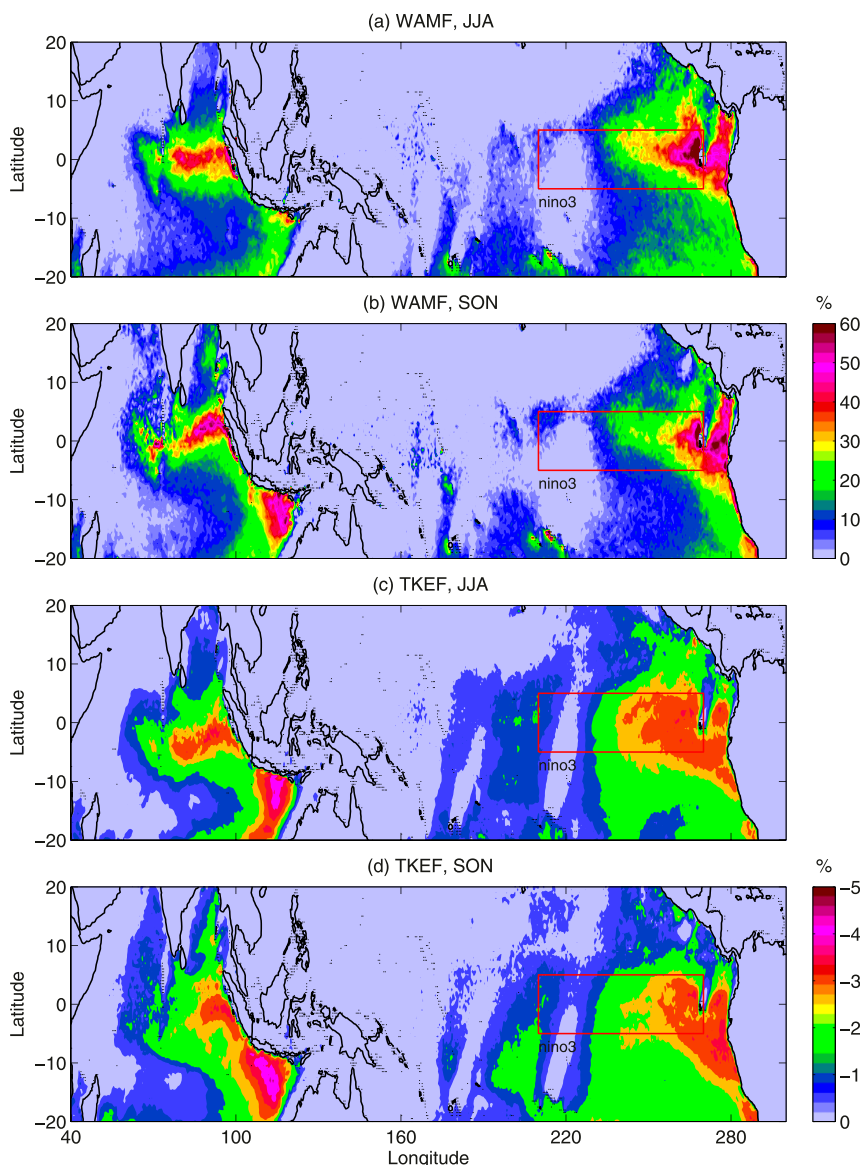 (a) WAMF, JJA
20
10
0
−10
−20
Latitude
nino3
(b) WAMF, SON
%
20
10
0
−10
−20
Latitude
nino3
60
50
40
30
20
10
0
(c) TKEF, JJA
20
10
0
−10
−20
Latitude
nino3
(d) TKEF, SON
%
20
10
0
−10
−20
Latitude
nino3
−5
−4
−3
−2
−1
0
40 100 160 220 280
Longitude